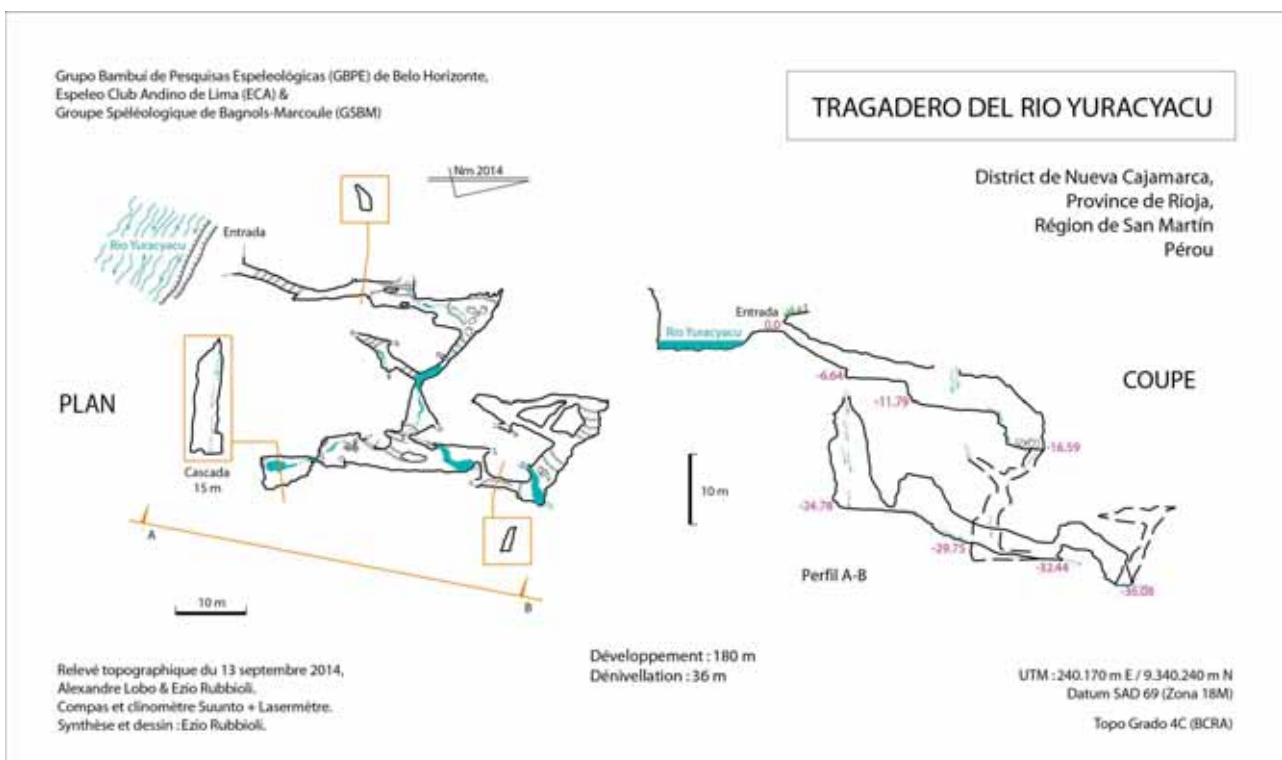 Grupo Bambuí de Pesquisas Espeleológicas (GBPE) de Belo Horizonte,
Espeleo Club Andino de Lima (ECA) &
Groupe Spéléologique de Bagnols-Marcoule (GSBM)
TRAGADERO DEL RIO YURACYACU
District de Nueva Cajamarca,
Province de Rioja,
Région de San Martín
Pérou
Nm 2014
Rio Yuracyacu
Entrada
PLAN
Cascada
15 m
A
B
10 m
Entrada
0.0
Rio Yuracyacu
-6.64
-11.79
-16.59
COUPE
10 m
-24.78
-29.75
-32.44
-36.08
Perfil A-B
Relevé topographique du 13 septembre 2014,
Alexandre Lobo & Ezio Rubbioli.
Compas et clinomètre Suunto + Lasermètre.
Synthèse et dessin : Ezio Rubbioli.
Développement : 180 m
Dénivellation : 36 m
UTM : 240.170 m E / 9.340.240 m N
Datum SAD 69 (Zona 18M)
Topo Grado 4C (BCRA)